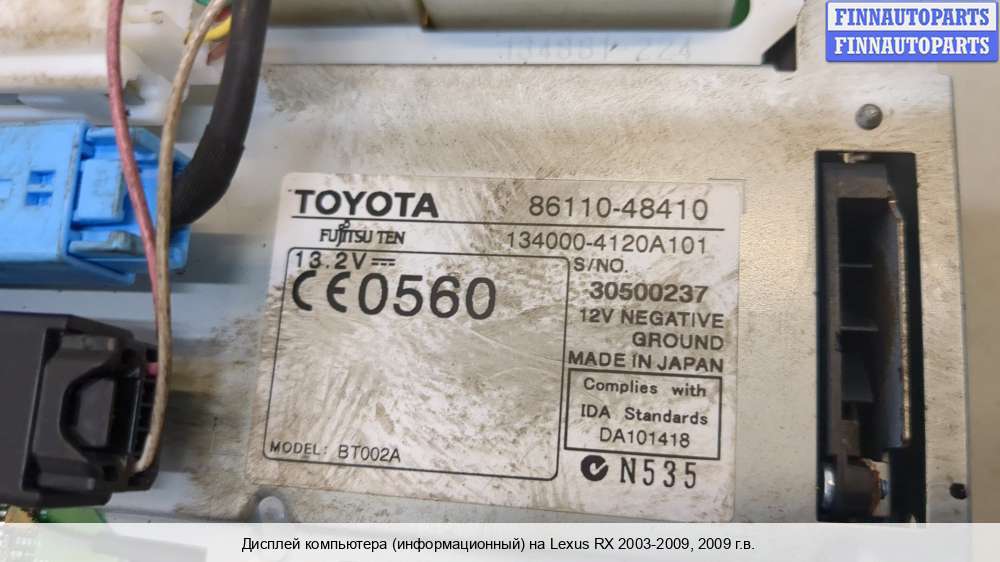 FINNAUTOPARTS
FINNAUTOPARTS
TOYOTA 86110-48410
FUJITSU TEN 134000-4120A101
13.2V S/NO.
CE0560 30500237
12V NEGATIVE
GROUND
MADE IN JAPAN
Complies with
IDA Standards
DA101418
MODEL: BT002A
N535
Дисплей компьютера (информационный) на Lexus RX 2003-2009, 2009 г.в.